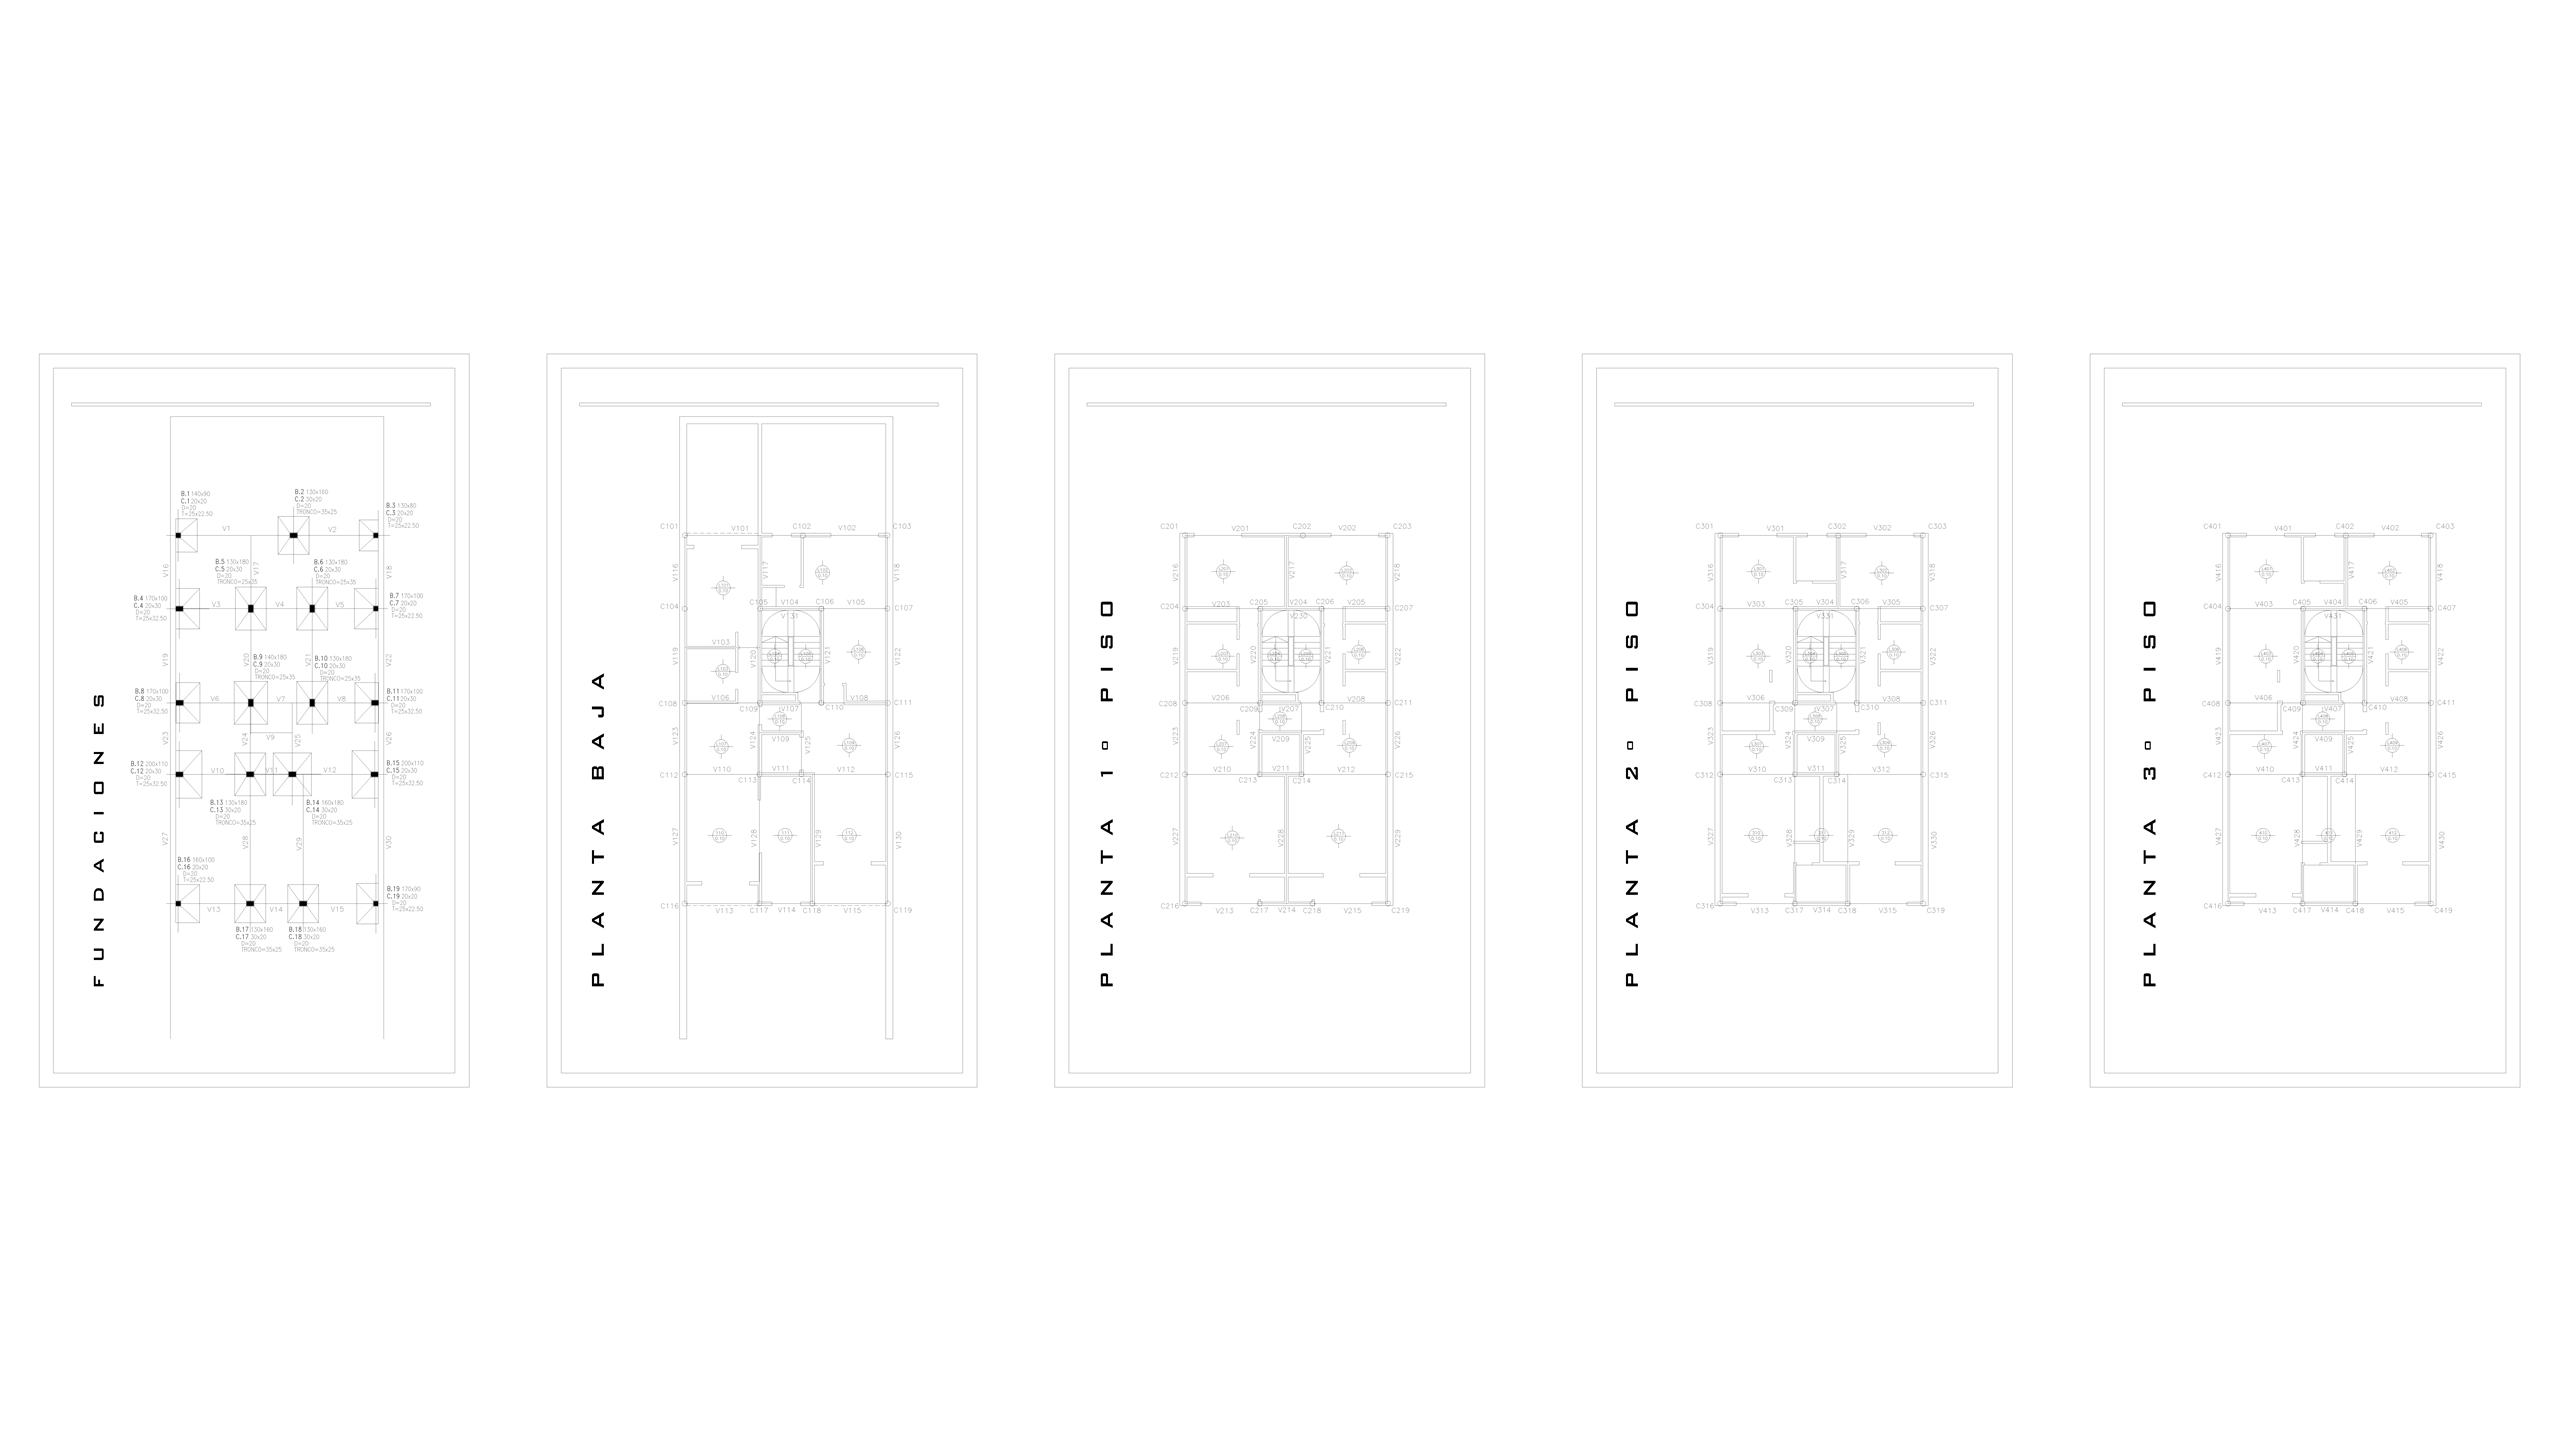 FUNDACIONES
B.1 140x90
C.1 20x20
D=20
T=25x22.50
B.2 130x160
C.2 30x20
D=20
TRONCO=35x25
B.3 130x80
C.3 20x20
D=20
T=25x22.50
V1
V2
V16
V17
V18
B.5 130x180
C.5 20x30
D=20
TRONCO=25x35
B.6 130x180
C.6 20x30
D=20
TRONCO=25x35
B.4 170x100
C.4 20x30
D=20
T=25x32.50
B.7 170x100
C.7 20x20
D=20
T=25x22.50
V3
V4
V5
V19
V20
V21
V22
B.9 140x180
C.9 20x30
D=20
TRONCO=25x35
B.10 130x180
C.10 20x30
D=20
TRONCO=25x35
B.8 170x100
C.8 20x30
D=20
T=25x32.50
B.11 170x100
C.11 20x30
D=20
T=25x32.50
V6
V7
V8
V23
V24
V9
V25
V26
B.12 200x110
C.12 20x30
D=20
T=25x32.50
B.15 200x110
C.15 20x30
D=20
T=25x32.50
V10
V11
V12
B.13 130x180
C.13 30x20
D=20
TRONCO=35x25
B.14 160x180
C.14 30x20
D=20
TRONCO=35x25
V27
V28
V29
V30
B.16 160x100
C.16 20x20
D=20
T=25x22.50
B.19 170x90
C.19 20x20
D=20
T=25x22.50
V13
V14
V15
B.17 130x160
C.17 30x20
D=20
TRONCO=35x25
B.18 130x160
C.18 30x20
D=20
TRONCO=35x25
PLANTA BAJA
C101 V101 C102 V102 C103
V116 V117 V118
C104 C105 V104 C106 V105 C107
V131
V103
V119 V120 V121 V122
V106 V108
C108 C109 V107 C110 C111
V123 V124 V109 V125 V126
V110 V111 V112
C112 C113 C114 C115
V127 V128 V129 V130
C116 V113 C117 V114 C118 V115 C119
PLANTA 1° PISO
C201 V201 C202 V202 C203
V216 V217 V218
C204 V203 C205 V204 C206 V205 C207
V230
V219 V220 V221 V222
V206 V208
C208 C209 V207 C210 C211
V223 V224 V209 V225 V226
V210 V211 V212
C212 C213 C214 C215
V227 V228 V229
C216 V213 C217 V214 C218 V215 C219
PLANTA 2° PISO
C301 V301 C302 V302 C303
V316 V317 V318
C304 V303 C305 V304 C306 V305 C307
V331
V319 V320 V321 V322
V306 V308
C308 C309 V307 C310 C311
V323 V324 V309 V325 V326
V310 V311 V312
C312 C313 C314 C315
V327 V328 V329 V330
C316 V313 C317 V314 C318 V315 C319
PLANTA 3° PISO
C401 V401 C402 V402 C403
V416 V417 V418
C404 V403 C405 V404 C406 V405 C407
V431
V419 V420 V421 V422
V406 V408
C408 C409 V407 C410 C411
V423 V424 V409 V425 V426
V410 V411 V412
C412 C413 C414 C415
V427 V428 V429 V430
C416 V413 C417 V414 C418 V415 C419